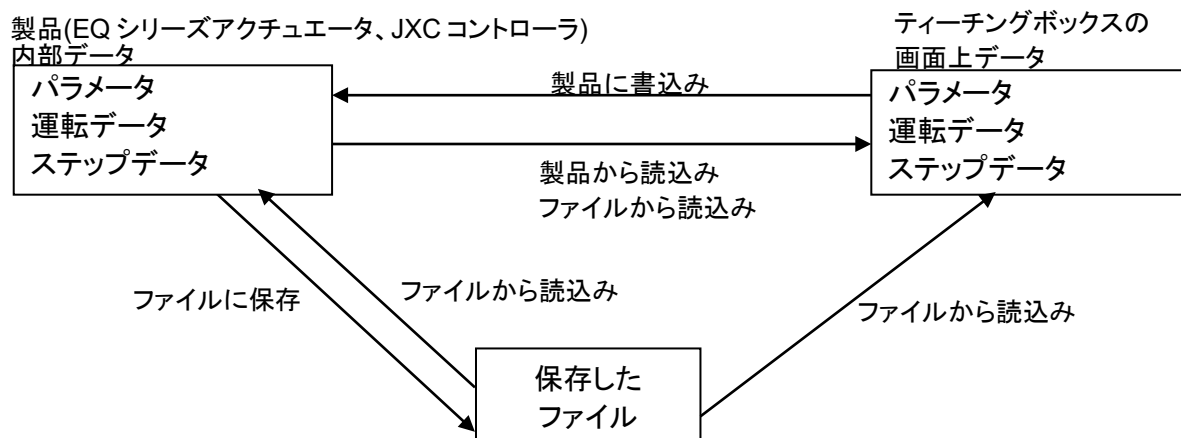 製品(EQ シリーズアクチュエータ、JXC コントローラ)
内部データ
パラメータ
運転データ
ステップデータ
ティーチングボックスの
画面上データ
パラメータ
運転データ
ステップデータ
製品に書込み
製品から読込み
ファイルから読込み
ファイルに保存
ファイルから読込み
ファイルから読込み
保存した
ファイル